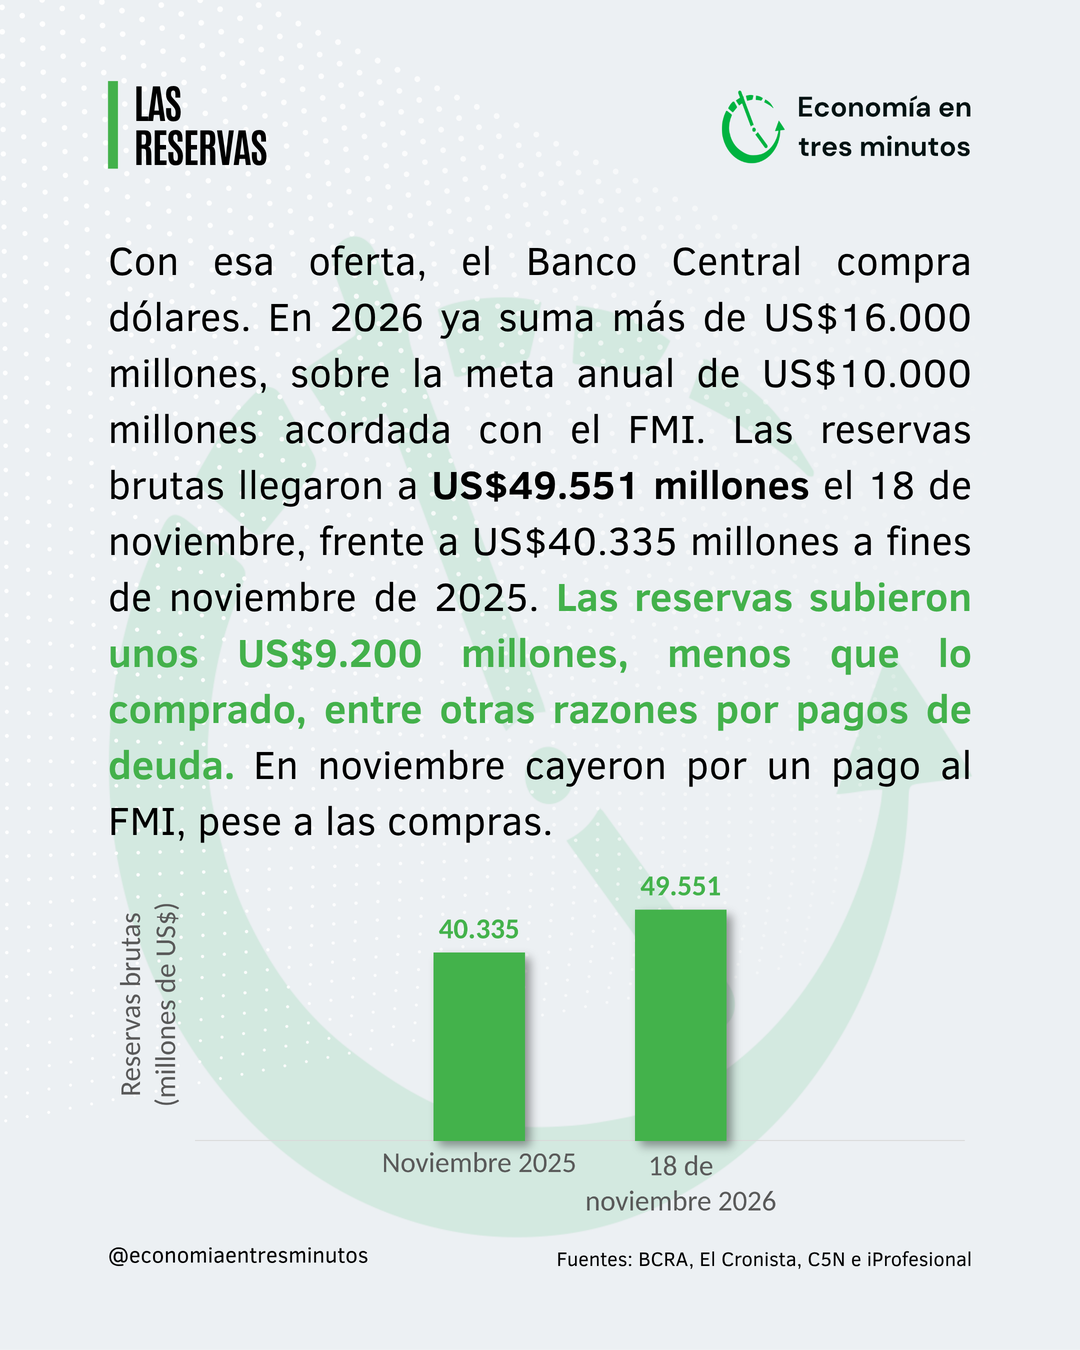 LAS
RESERVAS
Economía en
tres minutos
Con esa oferta, el Banco Central compra
dólares. En 2026 ya suma más de US$16.000
millones, sobre la meta anual de US$10.000
millones acordada con el FMI. Las reservas
brutas llegaron a US$49.551 millones el 18 de
noviembre, frente a US$40.335 millones a fines
de noviembre de 2025. Las reservas subieron
unos US$9.200 millones, menos que lo
comprado, entre otras razones por pagos de
deuda. En noviembre cayeron por un pago al
FMI, pese a las compras.
Reservas brutas
(millones de US$)
40.335
49.551
Noviembre 2025
18 de
noviembre 2026
@economiaentresminutos
Fuentes: BCRA, El Cronista, C5N e iProfesional